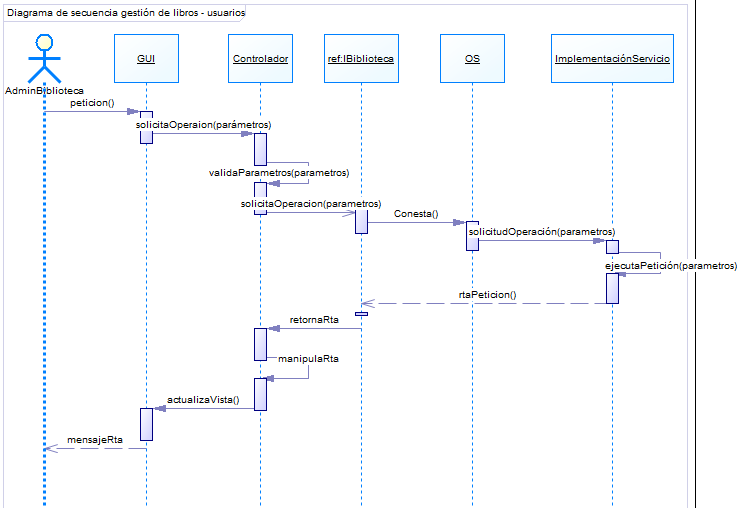 Diagrama de secuencia gestión de libros - usuarios
GUI
Controlador
ref:IBiblioteca
OS
ImplementaciónServicio
AdminBiblioteca
peticion()
solicitaOperaion(parámetros)
validaParametros(parametros)
solicitaOperacion(parametros)
Conesta()
solicitudOperación(parametros)
ejecutaPetición(parametros)
rtaPeticion()
retornaRta
manipulaRta
actualizaVista()
mensajeRta